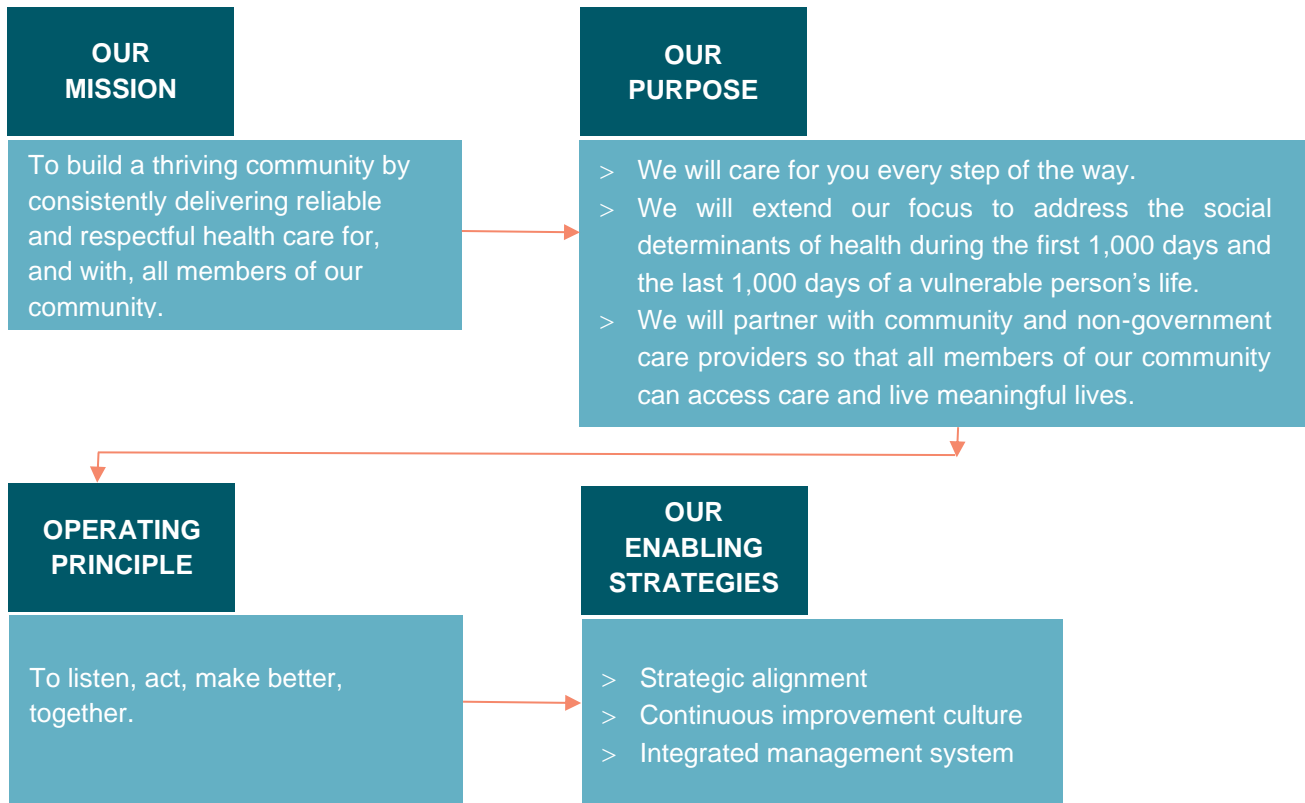 OUR
MISSION
To build a thriving community by
consistently delivering reliable
and respectful health care for,
and with, all members of our
community.
OUR
PURPOSE
> We will care for you every step of the way.
> We will extend our focus to address the social
determinants of health during the first 1,000 days and
the last 1,000 days of a vulnerable person’s life.
> We will partner with community and non-government
care providers so that all members of our community
can access care and live meaningful lives.
OPERATING
PRINCIPLE
To listen, act, make better,
together.
OUR
ENABLING
STRATEGIES
> Strategic alignment
> Continuous improvement culture
> Integrated management system